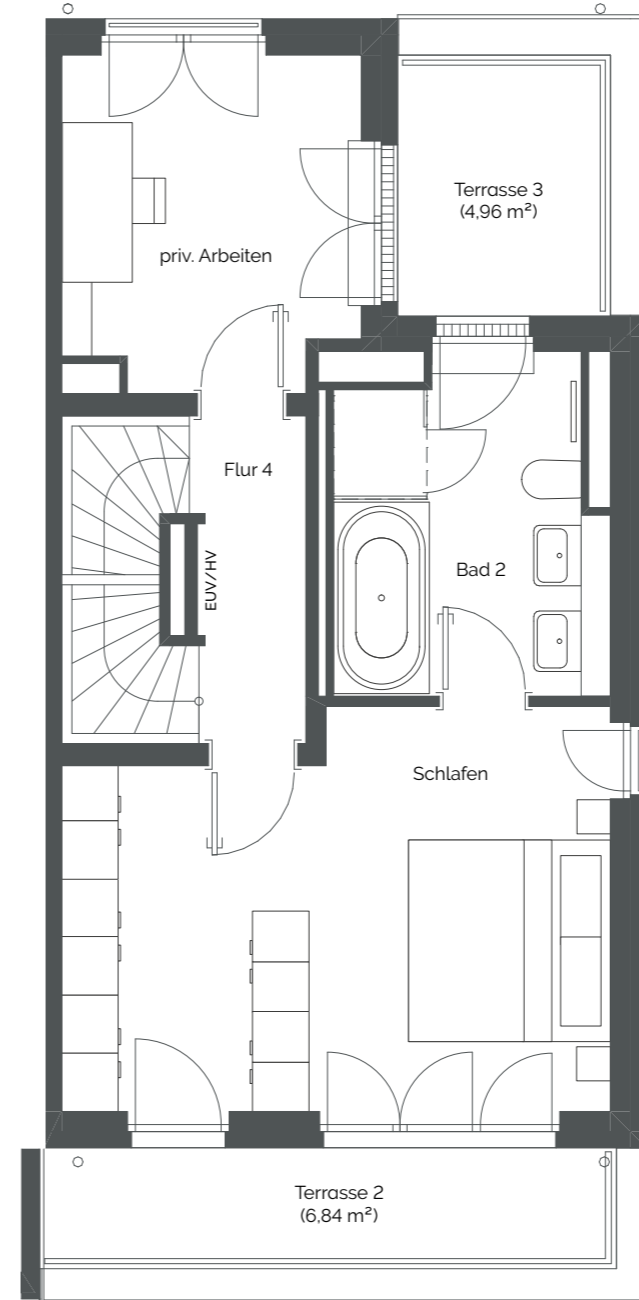 Terrasse 3
(4,96 m²)
priv. Arbeiten
Flur 4
EUV/HV
Bad 2
Schlafen
Terrasse 2
(6,84 m²)